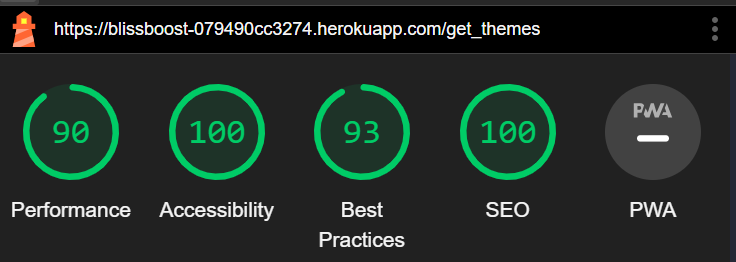 https://blissboost-079490cc3274.herokuapp.com/get_themes
90
100
93
100
PWA
Performance
Accessibility
Best
Practices
SEO
PWA